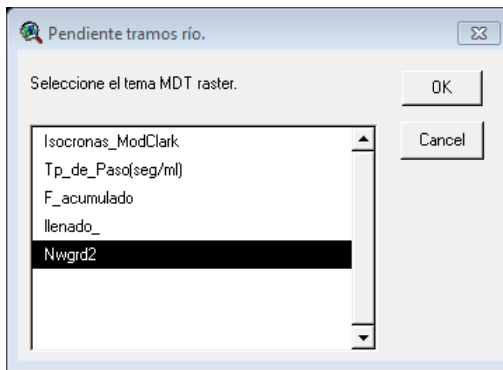 Pendiente tramos río.
Seleccione el tema MDT raster.
OK
Cancel
Isocronas_ModClark
Tp_de_Paso(seg/ml)
F_acumulado
llenado_
Nwgrd2